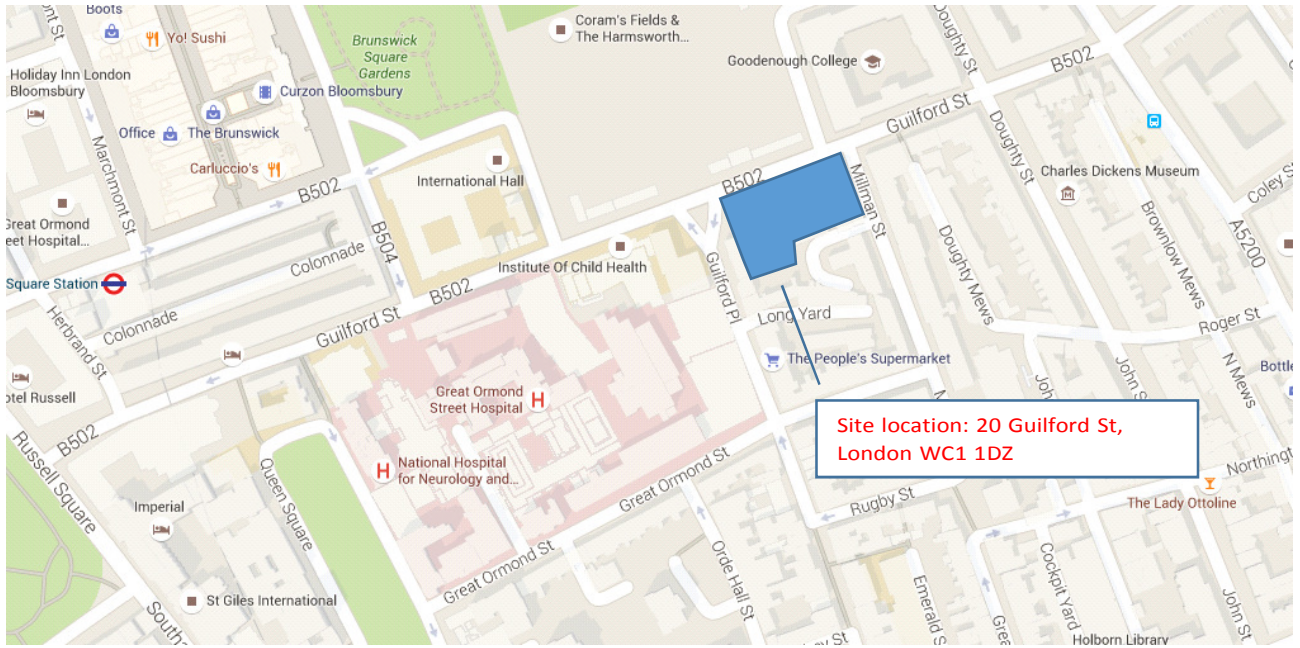 Boots
Yo! Sushi
Holiday Inn London
Bloomsbury
Curzon Bloomsbury
Office
The Brunswick
Carluccio's
Marchmont St
Brunswick
Square
Gardens
Coram's Fields &
The Harmsworth...
Goodenough College
Doughty St
B502
Guilford St
Doughty St
Charles Dickens Museum
Coley S
A5200
Brownlow Mews
Millman St
B502
International Hall
B502
B504
Great Ormond
eet Hospital...
Colonnade
Institute Of Child Health
Guilford Pl
Doughty Mews
Square Station
Colonnade
B502
Guilford St
Herbrand St
Long Yard
Roger St
The People's Supermarket
N Mews
Bottle
John S
Great Ormond
Street Hospital
otel Russell
B502
Site location: 20 Guilford St,
London WC1 1DZ
Russell Square
Queen Square
National Hospital
for Neurology and...
Great Ormond St
Northing
Rugby St
The Lady Ottoline
Imperial
Orde Hall St
Great Ormond St
Cockpit Yard
Emerald S
St Giles International
John St
Grea
Southa
Holborn Library